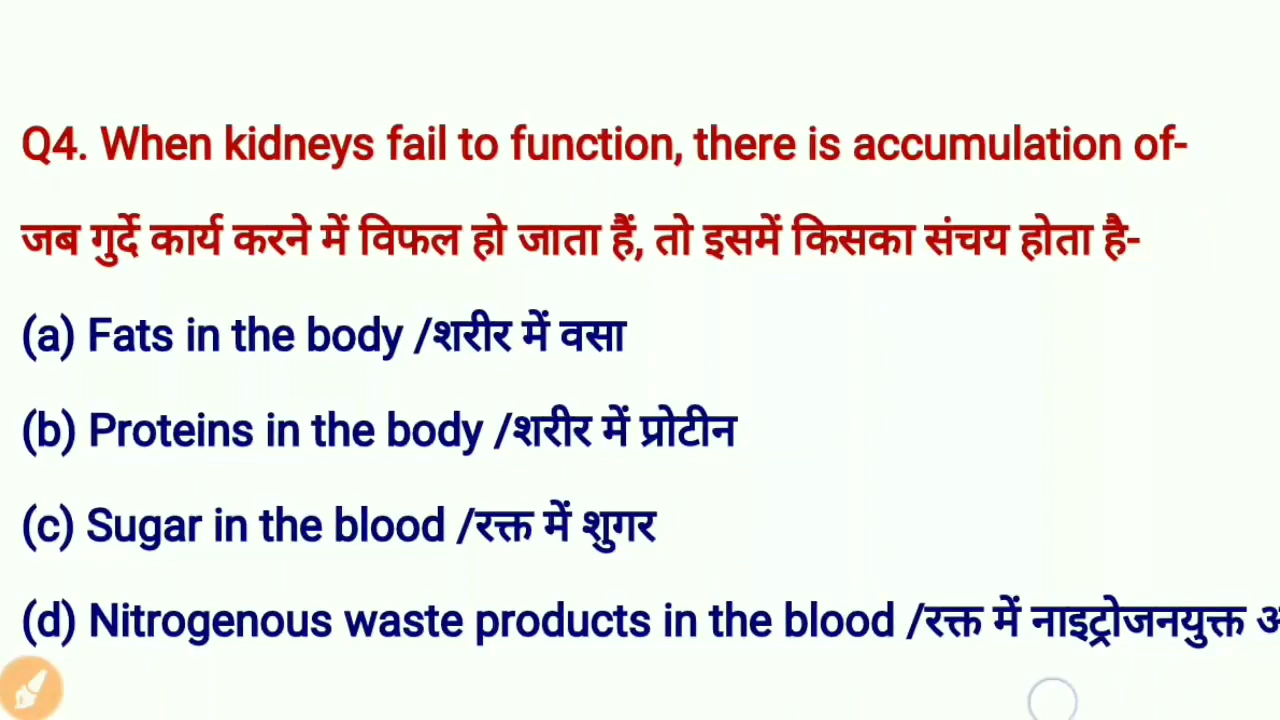 Q4. When kidneys fail to function, there is accumulation of-
जब गुर्दे कार्य करने में विफल हो जाता हैं, तो इसमें किसका संचय होता है-
(a) Fats in the body /शरीर में वसा
(b) Proteins in the body /शरीर में प्रोटीन
(c) Sugar in the blood /रक्त में शुगर
(d) Nitrogenous waste products in the blood /रक्त में नाइट्रोजनयुक्त